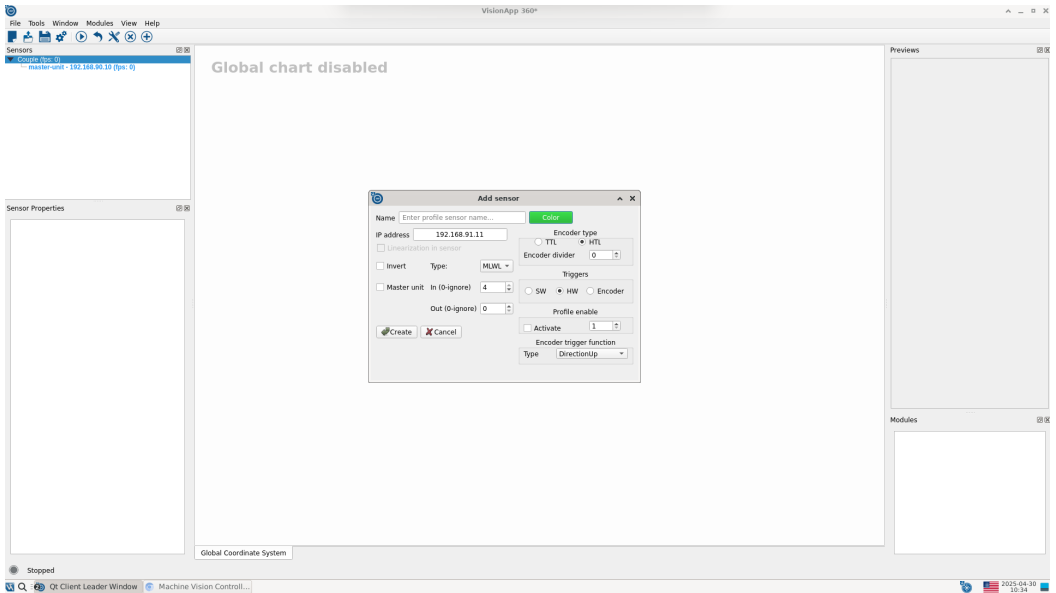 VisionApp 360°
File Tools Window Modules View Help
Sensors
Couple (fps: 0)
master-unit - 192.168.90.10 (fps: 0)
Global chart disabled
Previews
Add sensor
Name Enter profile sensor name... Color
IP address 192.168.91.11
Encoder type
Linearization in sensor
TTL HTL
Encoder divider 0
Invert Type: MLWL
Triggers
Master unit In (0-ignore) 4
SW HW Encoder
Out (0-ignore) 0
Profile enable
Activate 1
Create Cancel
Encoder trigger function
Type DirectionUp
Sensor Properties
Modules
Global Coordinate System
Stopped
Qt Client Leader Window Machine Vision Controll...
2025-04-30
10:34